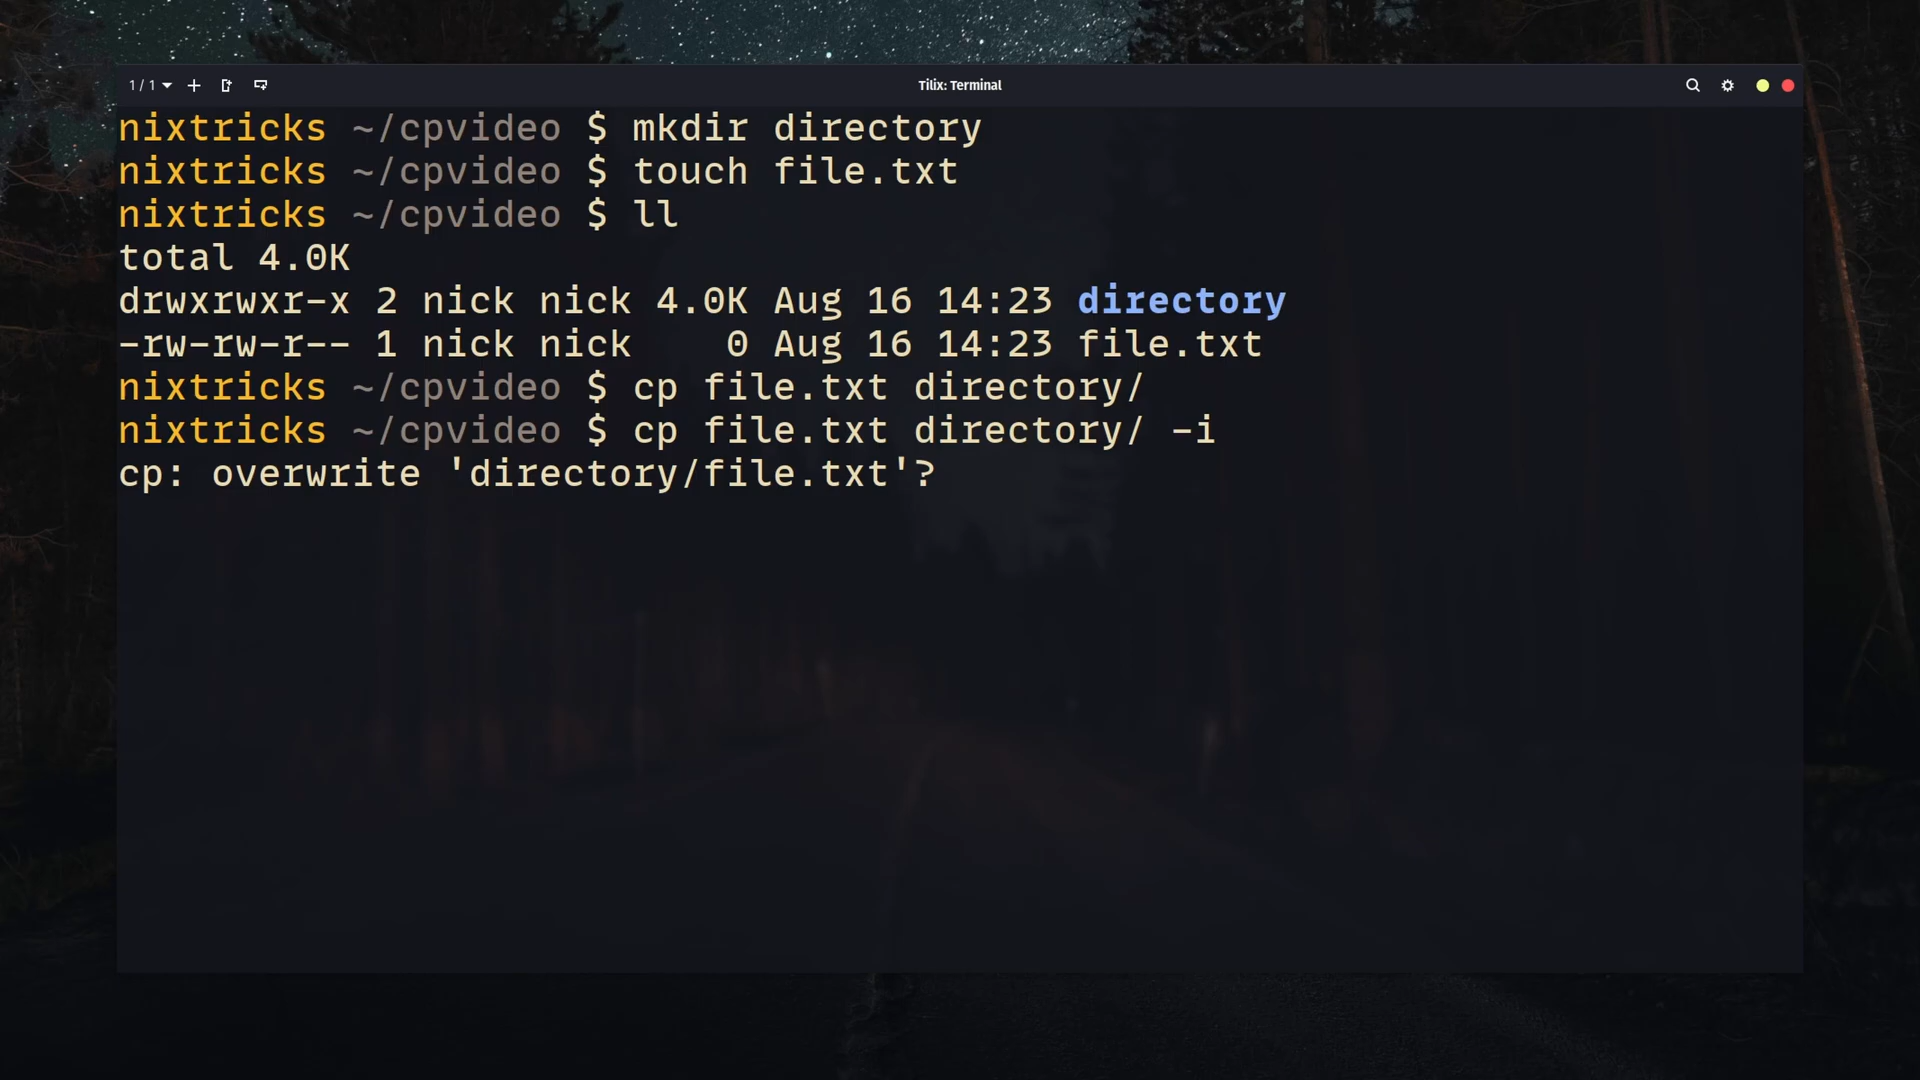 1 / 1
Tilix: Terminal
nixtricks ~/cpvideo $ mkdir directory
nixtricks ~/cpvideo $ touch file.txt
nixtricks ~/cpvideo $ ll
total 4.0K
drwxrwxr-x 2 nick nick 4.0K Aug 16 14:23 directory
-rw-rw-r-- 1 nick nick    0 Aug 16 14:23 file.txt
nixtricks ~/cpvideo $ cp file.txt directory/
nixtricks ~/cpvideo $ cp file.txt directory/ -i
cp: overwrite 'directory/file.txt'?